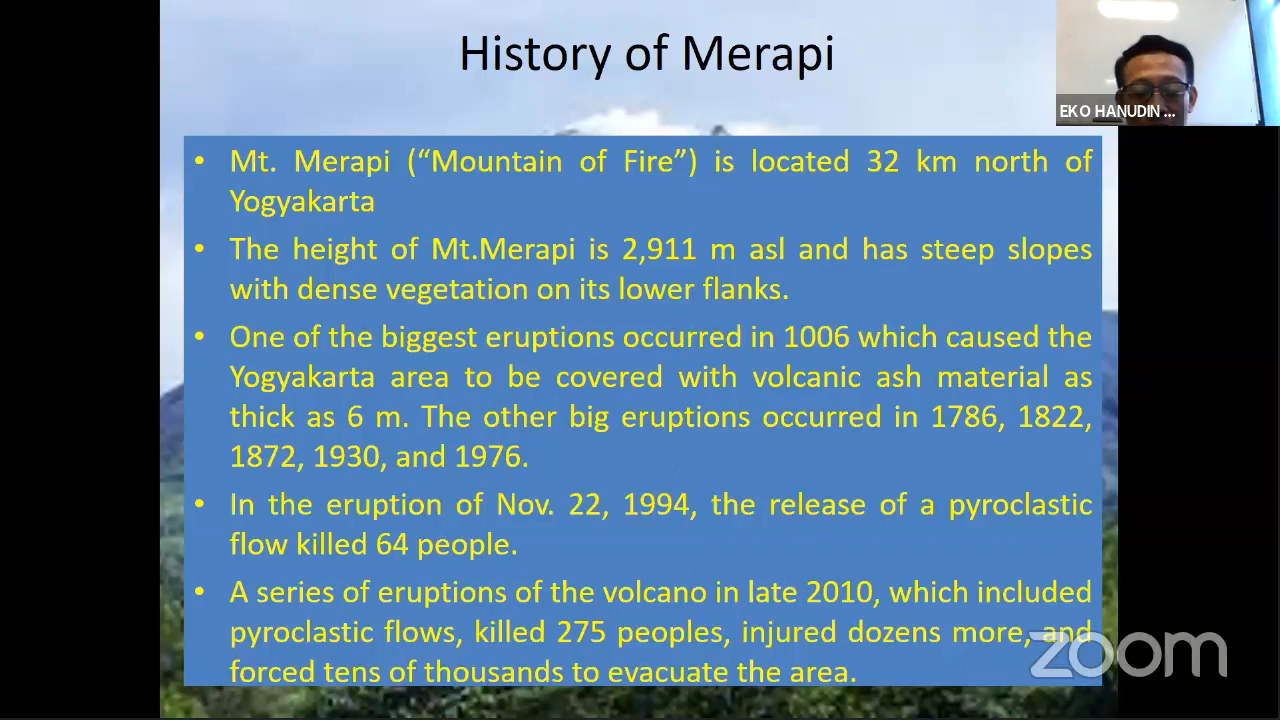 History of Merapi
EKO HANUDIN ...
• Mt. Merapi (“Mountain of Fire”) is located 32 km north of
Yogyakarta
• The height of Mt.Merapi is 2,911 m asl and has steep slopes
with dense vegetation on its lower flanks.
• One of the biggest eruptions occurred in 1006 which caused the
Yogyakarta area to be covered with volcanic ash material as
thick as 6 m. The other big eruptions occurred in 1786, 1822,
1872, 1930, and 1976.
• In the eruption of Nov. 22, 1994, the release of a pyroclastic
flow killed 64 people.
• A series of eruptions of the volcano in late 2010, which included
pyroclastic flows, killed 275 peoples, injured dozens more, and
forced tens of thousands to evacuate the area.
zoom